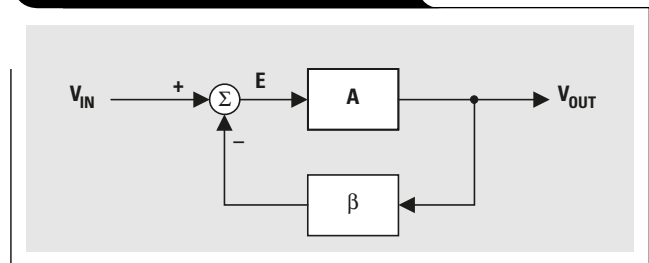 V_IN + Σ E A V_OUT
–
β